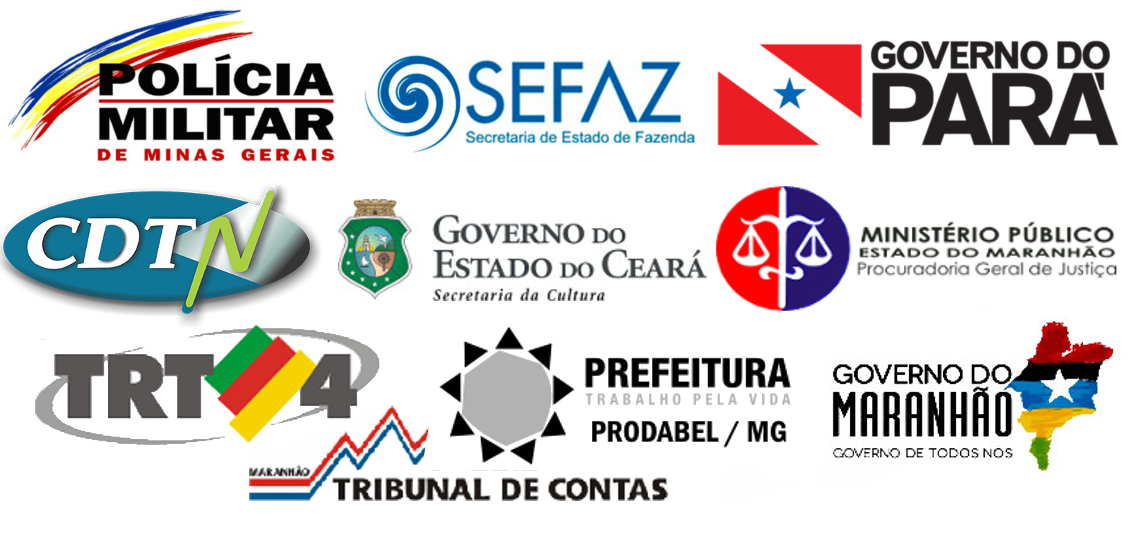 POLÍCIA
MILITAR
DE MINAS GERAIS
SEFAZ
Secretaria de Estado de Fazenda
GOVERNO DO
PARÁ
CDTN
GOVERNO DO
ESTADO DO CEARÁ
Secretaria da Cultura
MINISTÉRIO PÚBLICO
ESTADO DO MARANHÃO
Procuradoria Geral de Justiça
TRT 4
PREFEITURA
TRABALHO PELA VIDA
PRODABEL / MG
GOVERNO DO
MARANHÃO
GOVERNO DE TODOS NÓS
MARANHÃO
TRIBUNAL DE CONTAS